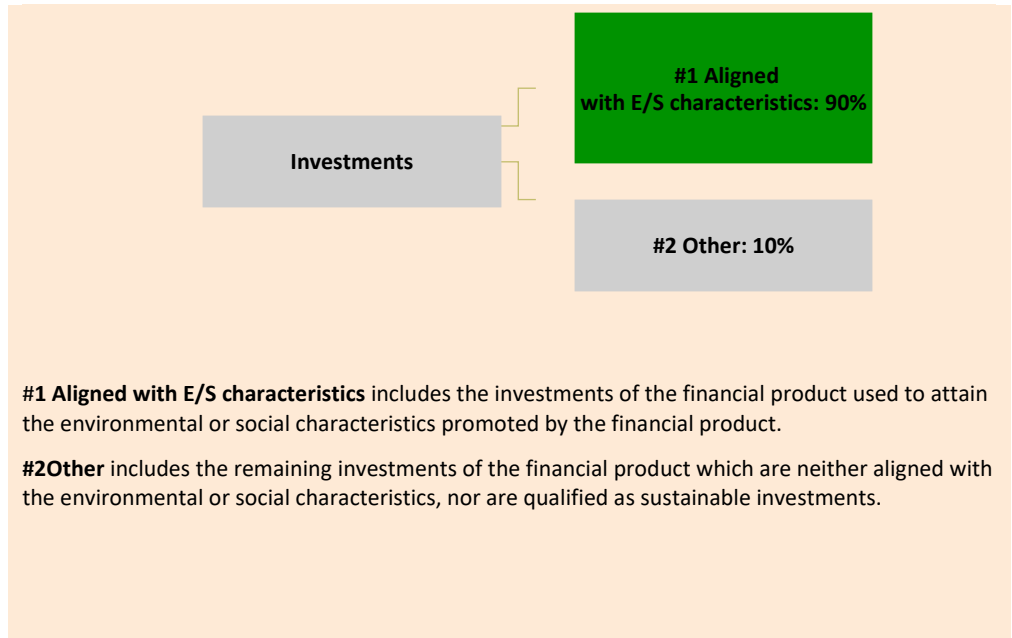 #1 Aligned
with E/S characteristics: 90%
Investments
#2 Other: 10%
#1 Aligned with E/S characteristics includes the investments of the financial product used to attain
the environmental or social characteristics promoted by the financial product.
#2Other includes the remaining investments of the financial product which are neither aligned with
the environmental or social characteristics, nor are qualified as sustainable investments.